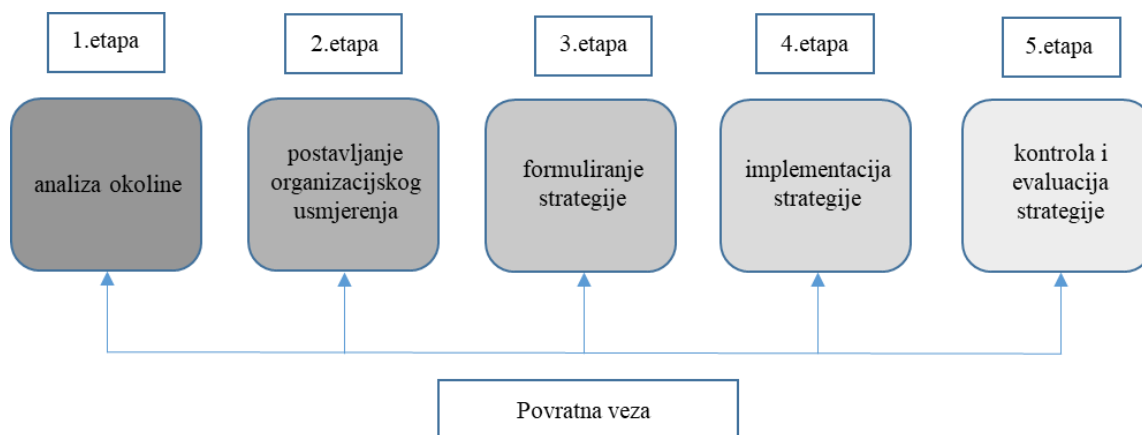 1.etapa
2.etapa
3.etapa
4.etapa
5.etapa
analiza okoline
postavljanje
organizacijskog
usmjerenja
formuliranje
strategije
implementacija
strategije
kontrola i
evaluacija
strategije
Povratna veza